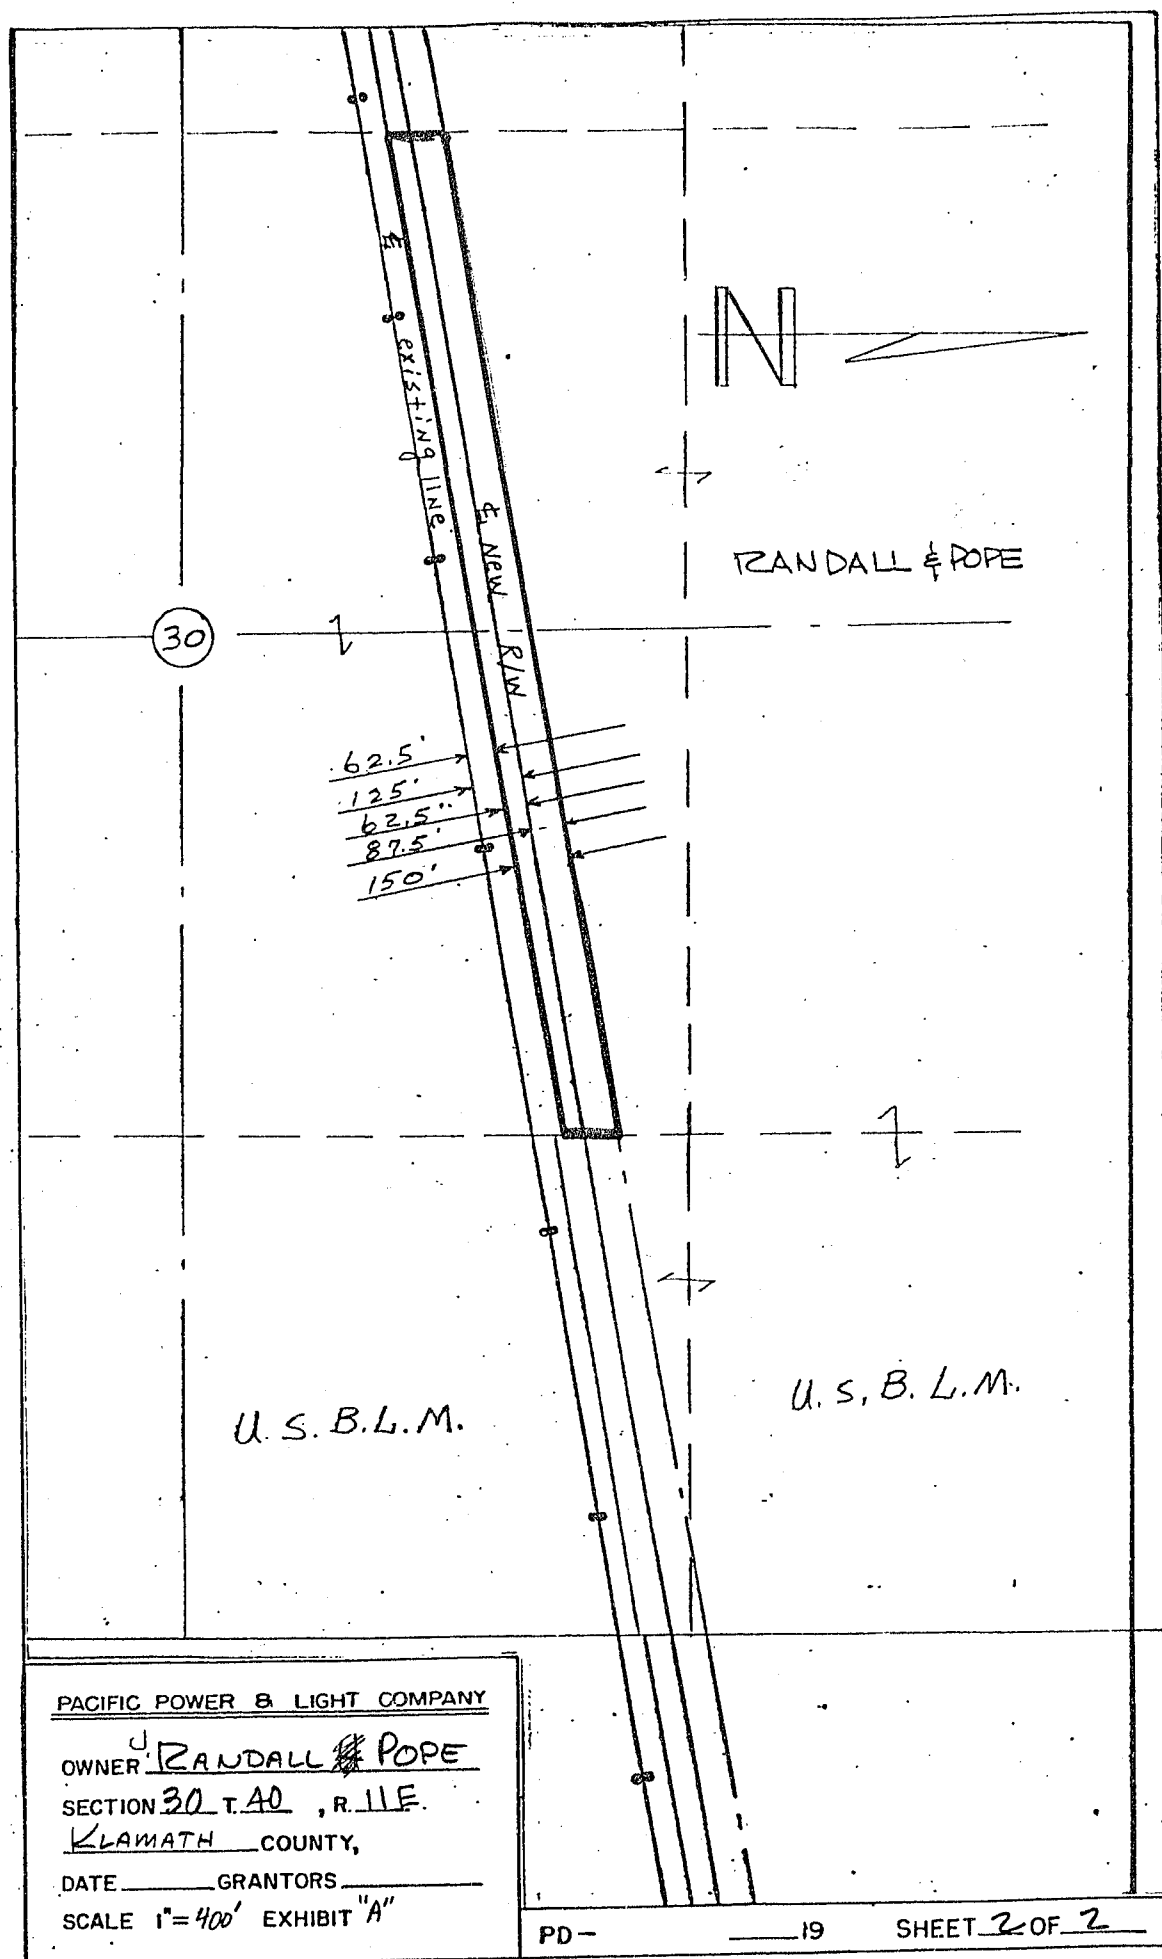 N
℄ existing line
℄ New R/W
RANDALL & POPE
30
62.5'
125'
62.5"
87.5'
150'
U.S.B.L.M.
U.S.B.L.M.
PACIFIC POWER & LIGHT COMPANY
OWNER J. RANDALL POPE
SECTION 30 T. 40 , R. 11E.
KLAMATH COUNTY,
DATE GRANTORS
SCALE 1"=400' EXHIBIT "A"
PD- 19 SHEET 2 OF 2